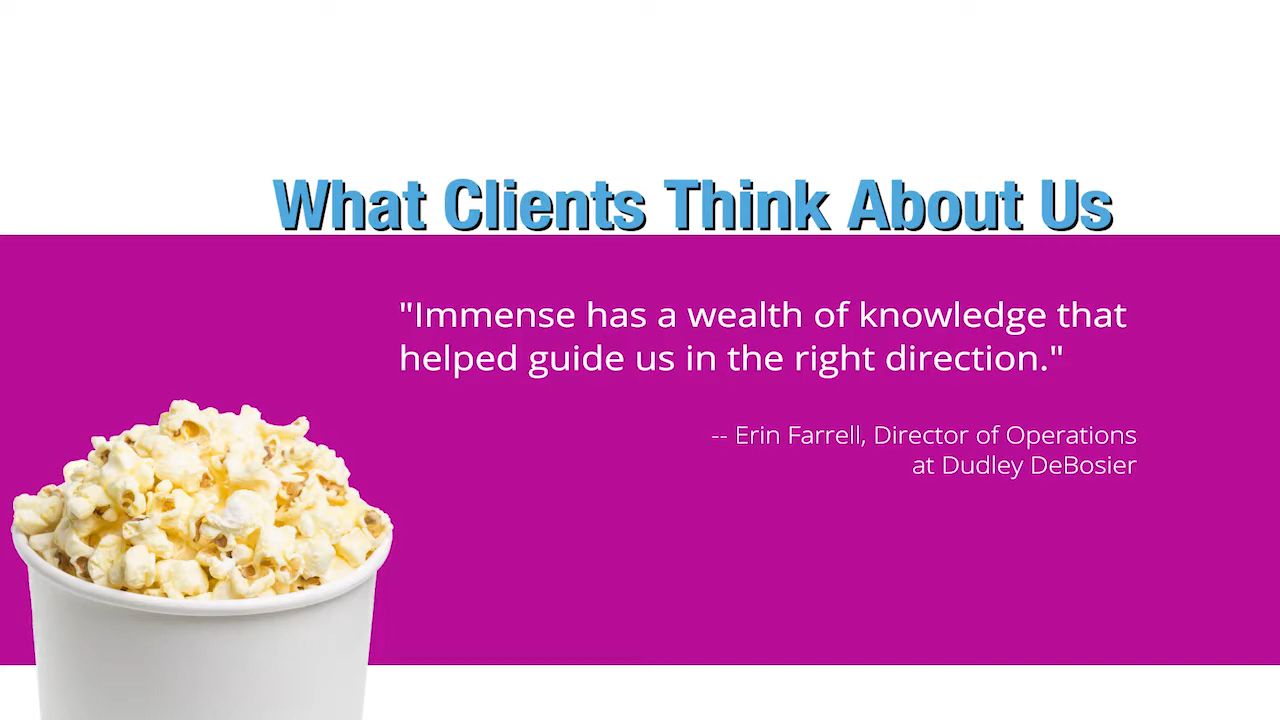 What Clients Think About Us
"Immense has a wealth of knowledge that
helped guide us in the right direction."
-- Erin Farrell, Director of Operations
at Dudley DeBosier